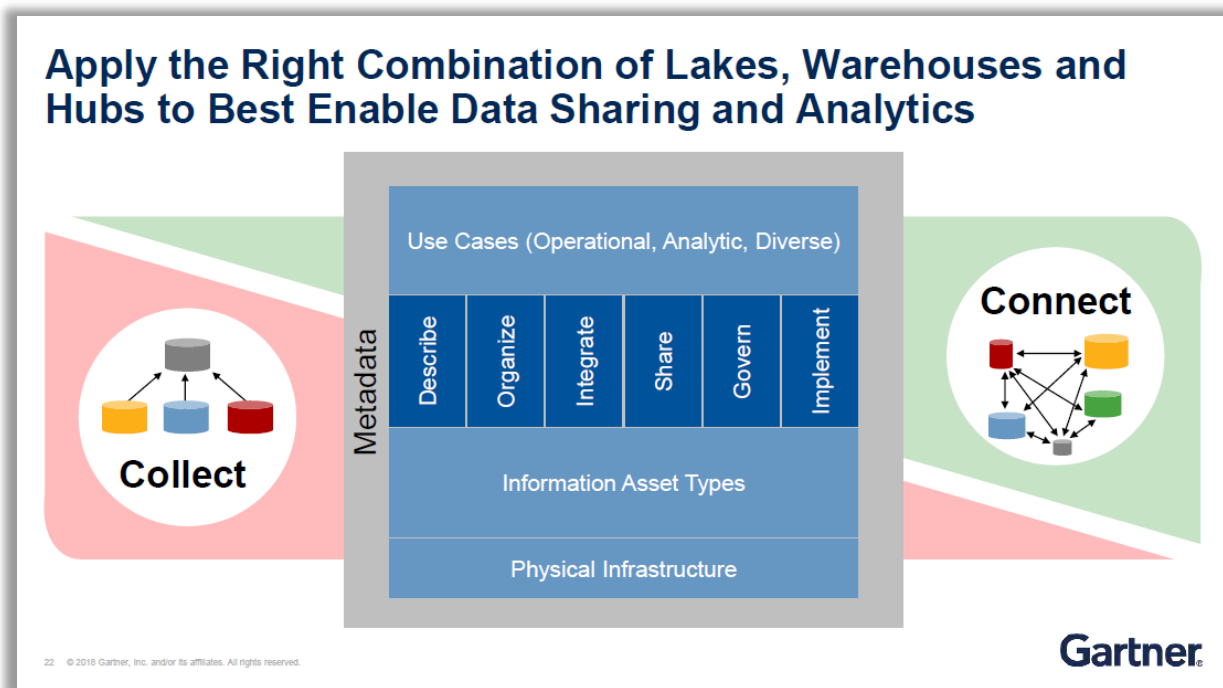 Apply the Right Combination of Lakes, Warehouses and
Hubs to Best Enable Data Sharing and Analytics
Metadata
Use Cases (Operational, Analytic, Diverse)
Describe
Organize
Integrate
Share
Govern
Implement
Information Asset Types
Physical Infrastructure
Collect
Connect
22 © 2018 Gartner, Inc. and/or its affiliates. All rights reserved.
Gartner®